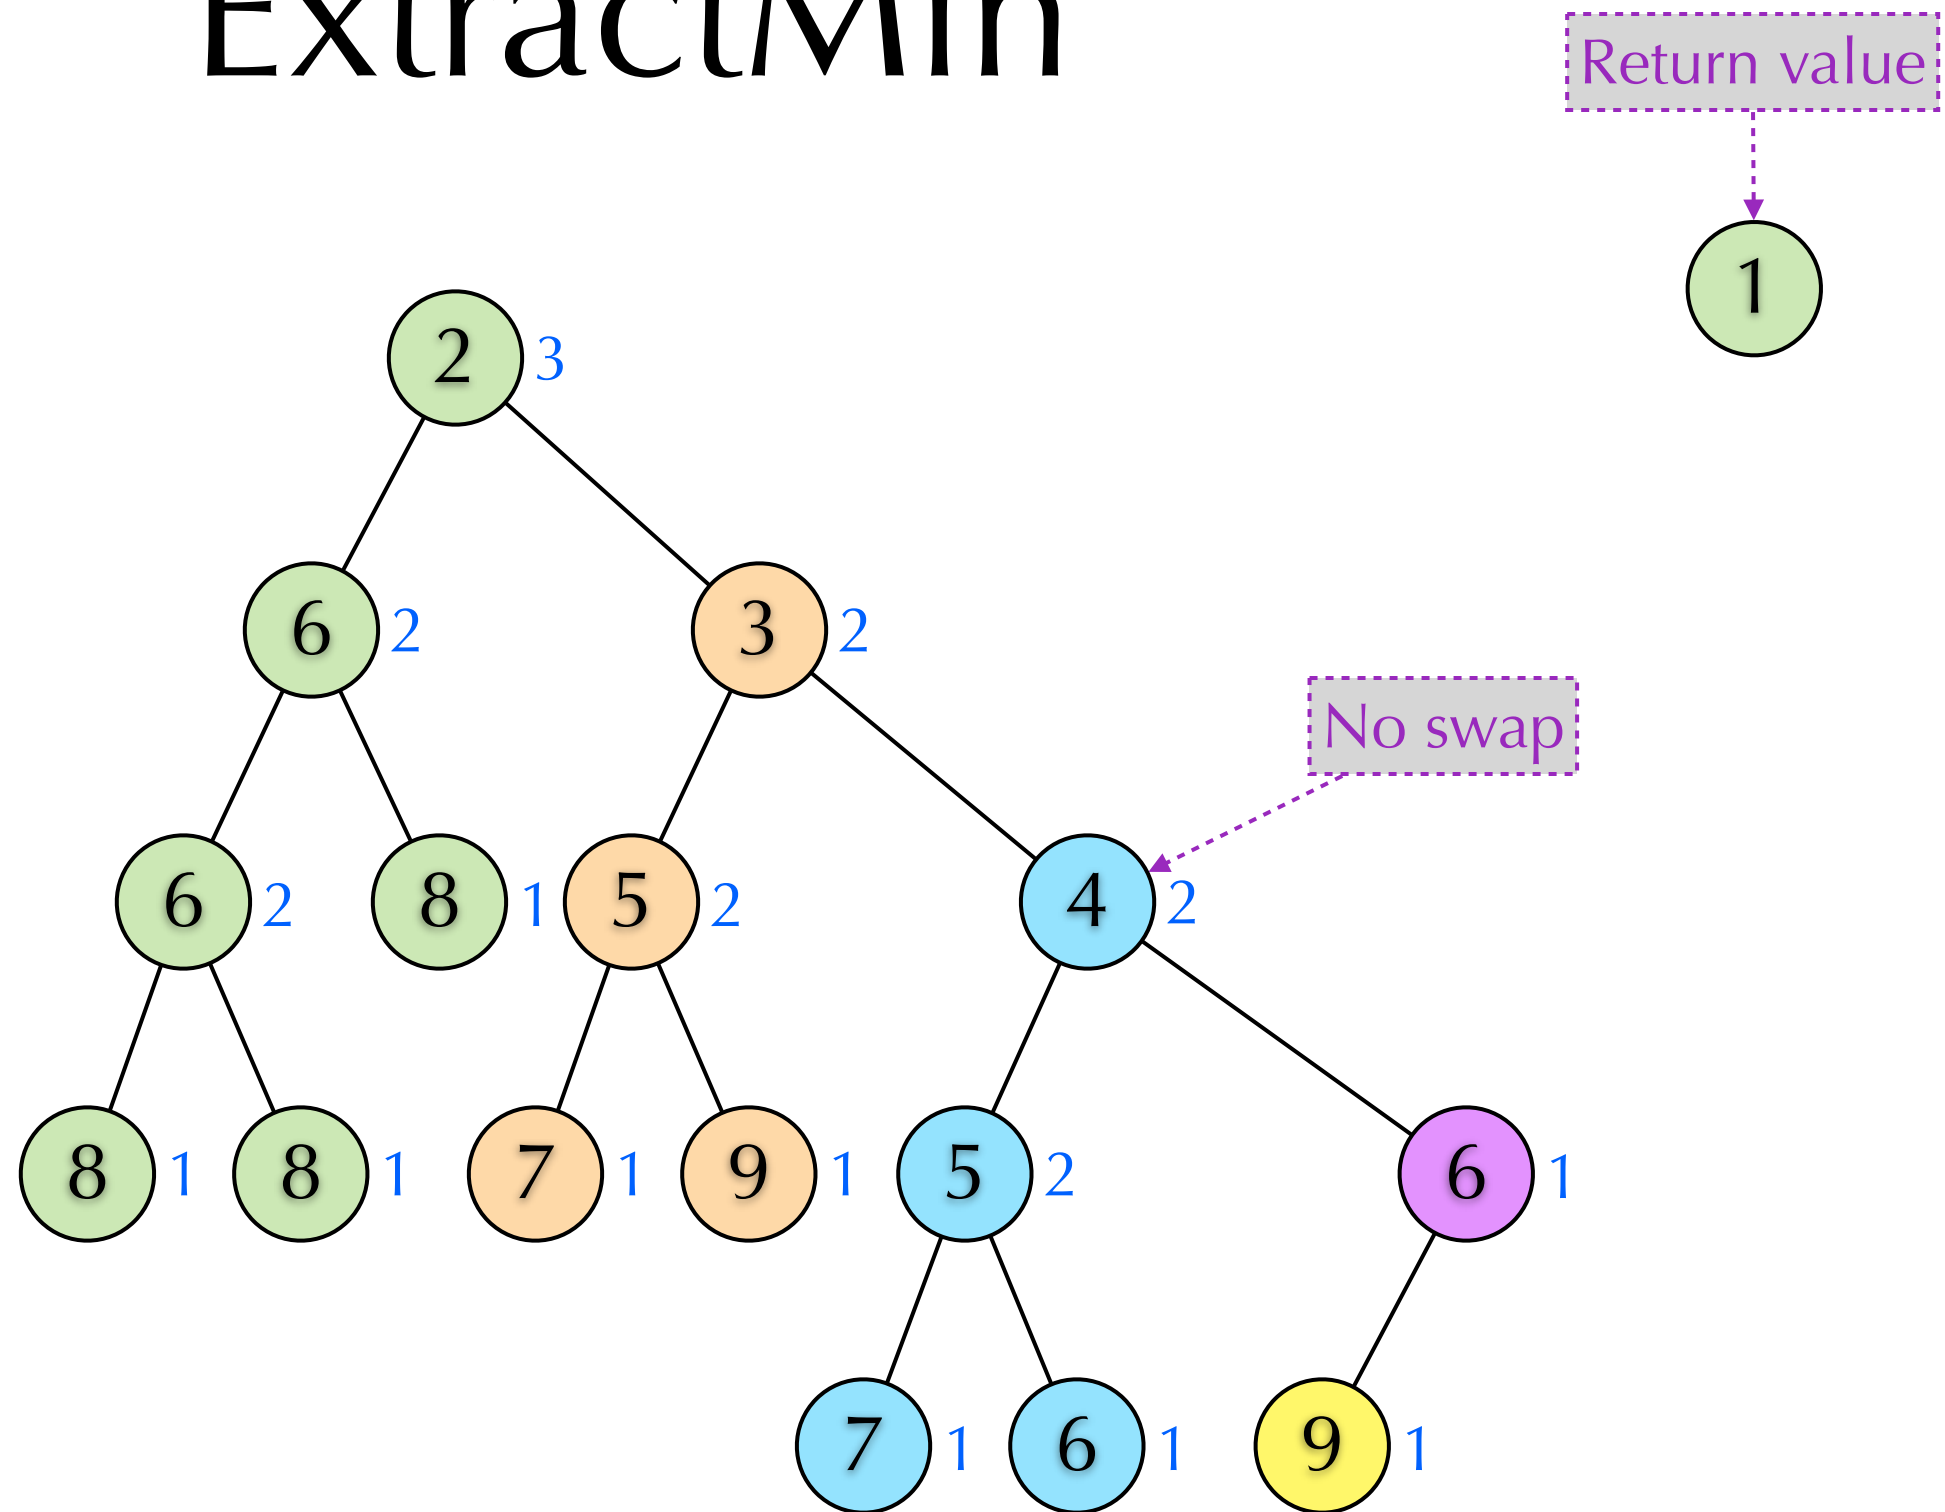 ExtractMin
Return value
1
2 3
6 2 3 2
No swap
6 2 8 1 5 2 4 2
8 1 8 1 7 1 9 1 5 2 6 1
7 1 6 1 9 1